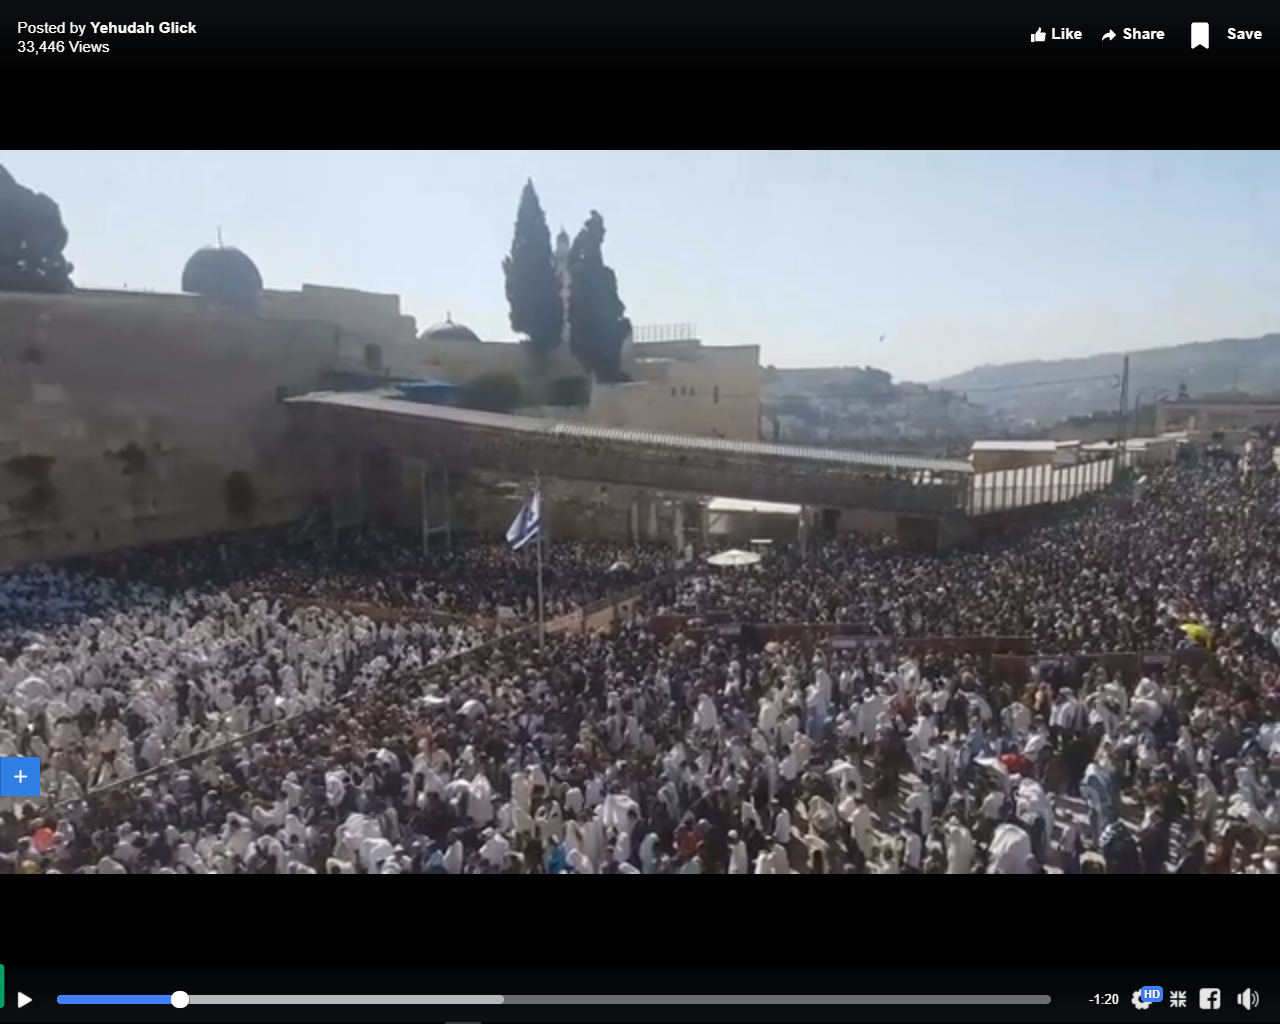 Posted by Yehudah Glick
33,446 Views
Like Share Save
-1:20 HD